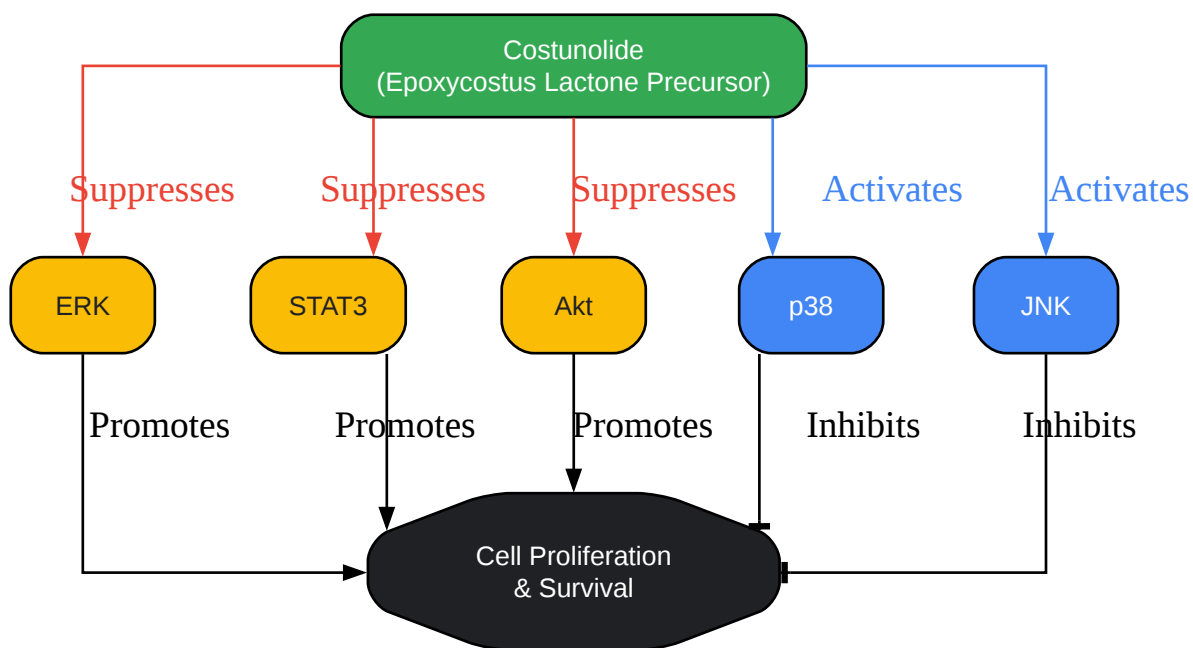 Costunolide
(Epoxycostus Lactone Precursor)
Suppresses
Suppresses
Suppresses
Activates
Activates
ERK
STAT3
Akt
p38
JNK
Promotes
Promotes
Promotes
Inhibits
Inhibits
Cell Proliferation
& Survival